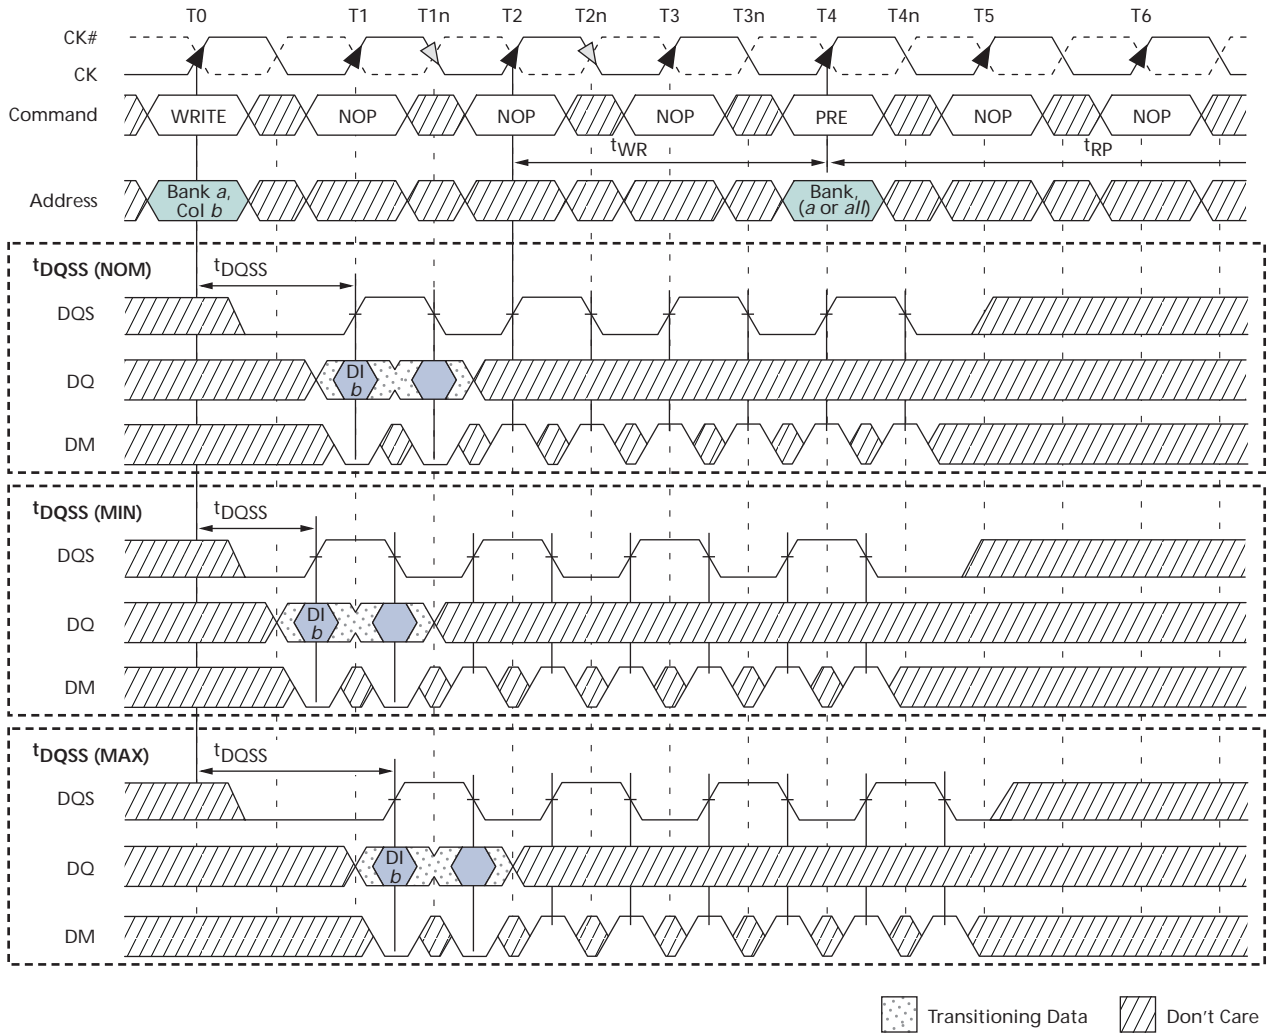 T0 T1 T1n T2 T2n T3 T3n T4 T4n T5 T6
CK#
CK
Command WRITE NOP NOP NOP PRE NOP NOP
tWR tRP
Address Bank a, Col b Bank, (a or all)
tDQSS (NOM) tDQSS
DQS
DQ DI b
DM
tDQSS (MIN) tDQSS
DQS
DQ DI b
DM
tDQSS (MAX) tDQSS
DQS
DQ DI b
DM
Transitioning Data Don't Care